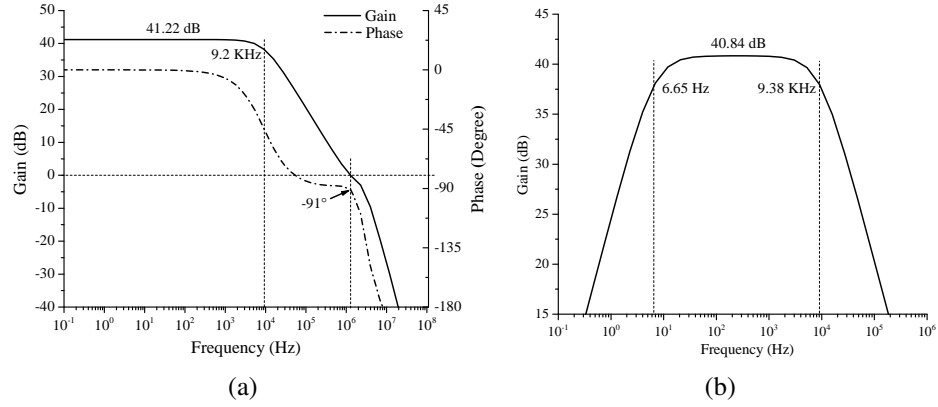 50
40
30
20
10
0
-10
-20
-30
-40
Gain (dB)
41.22 dB
9.2 KHz
Gain
Phase
-91°
45
0
-45
-90
-135
-180
Phase (Degree)
10^-1 10^0 10^1 10^2 10^3 10^4 10^5 10^6 10^7 10^8
Frequency (Hz)
(a)
45
40
35
30
25
20
15
Gain (dB)
40.84 dB
6.65 Hz
9.38 KHz
10^-1 10^0 10^1 10^2 10^3 10^4 10^5 10^6
Frequency (Hz)
(b)